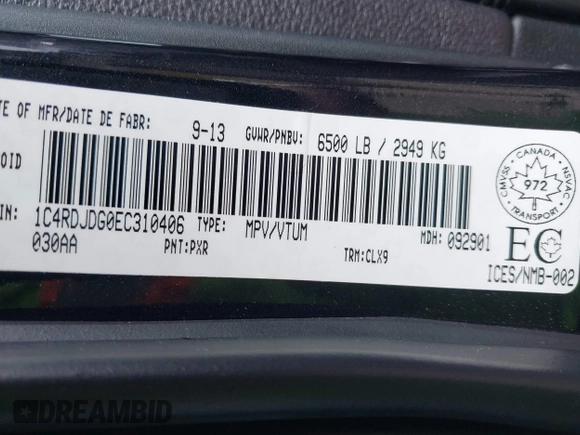 TE OF MFR/DATE DE FABR: 9-13 GVWR/PNBV: 6500 LB / 2949 KG
OID
IN: 1C4RDJDG0EC310406 TYPE: MPV/VTUM MDH: 092901
030AA PNT:PXR TRM:CLX9
CANADA
CMVSS 972 NSVAC
TRANSPORT
EC
ICES/NMB-002
DREAMBID